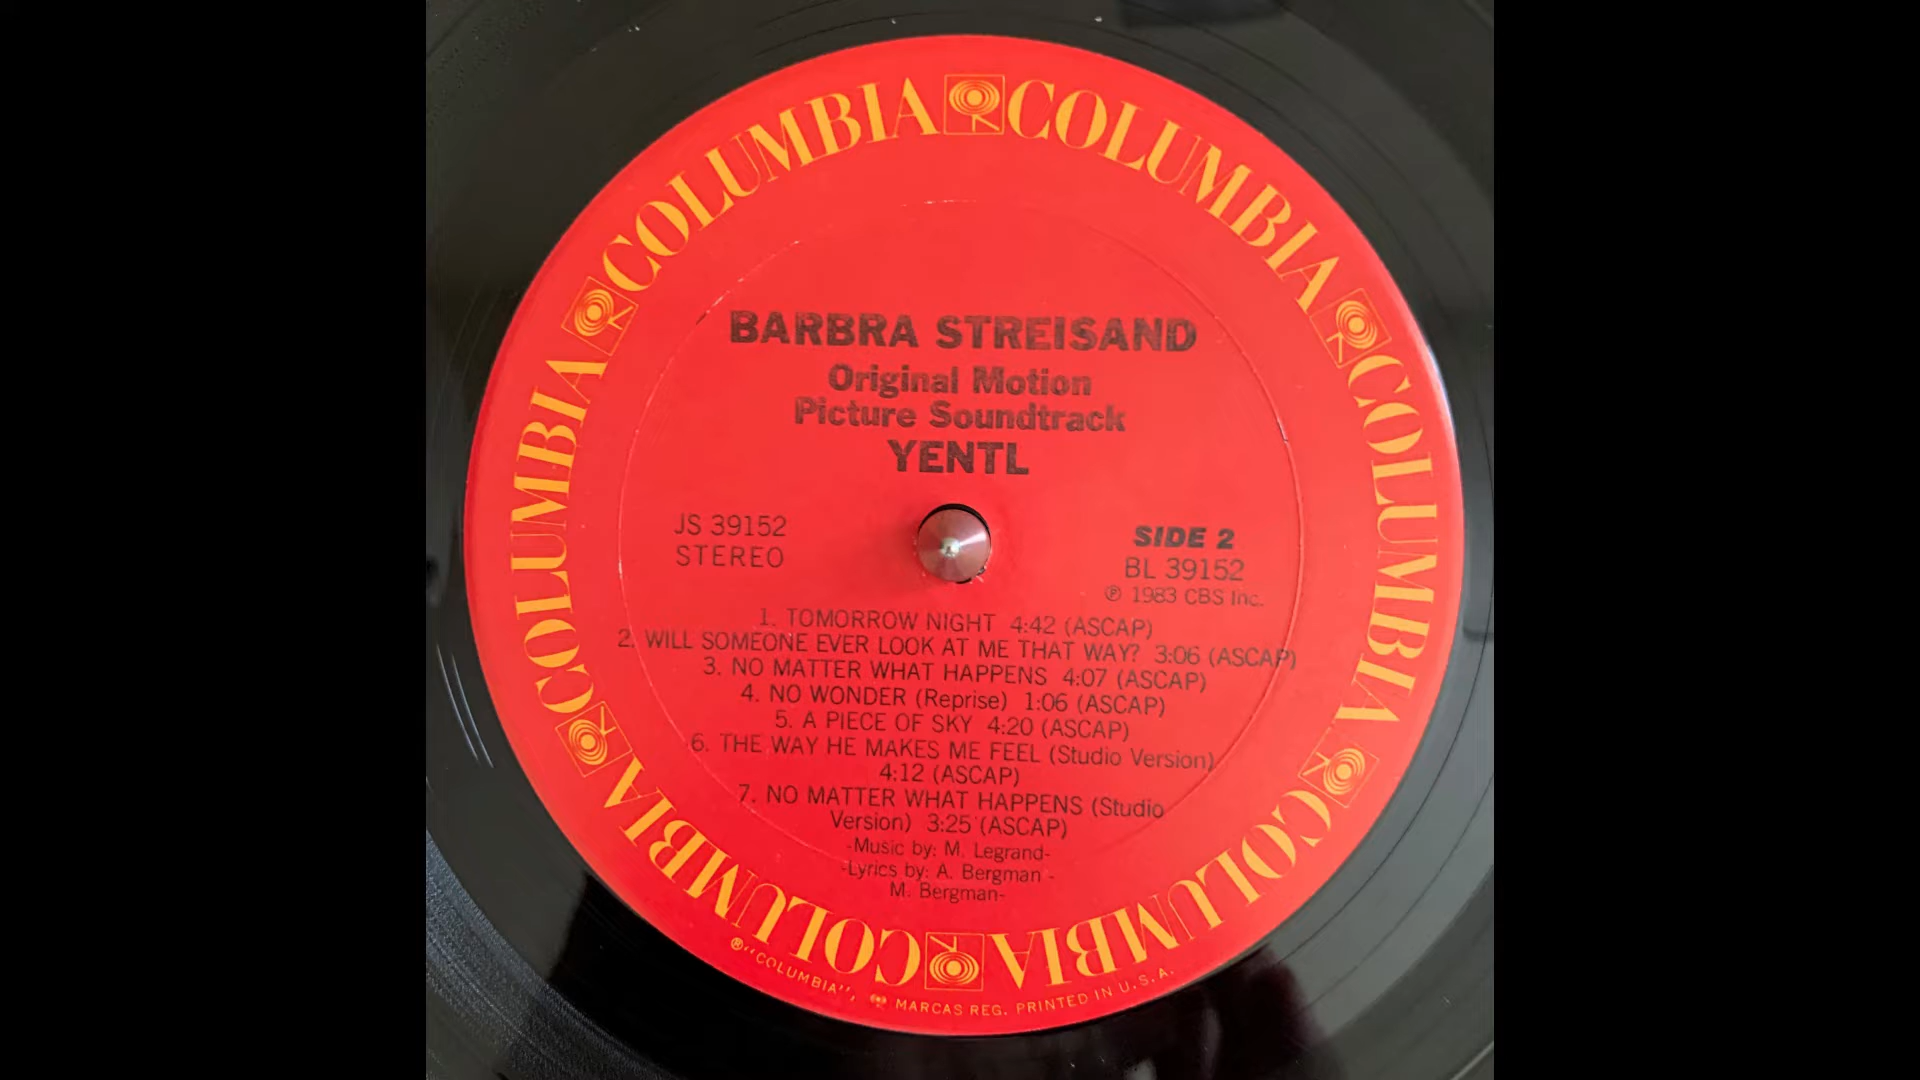 COLUMBIA COLUMBIA COLUMBIA COLUMBIA COLUMBIA COLUMBIA
BARBRA STREISAND
Original Motion
Picture Soundtrack
YENTL
JS 39152
STEREO
SIDE 2
BL 39152
℗ 1983 CBS Inc.
1. TOMORROW NIGHT 4:42 (ASCAP)
2. WILL SOMEONE EVER LOOK AT ME THAT WAY? 3:06 (ASCAP)
3. NO MATTER WHAT HAPPENS 4:07 (ASCAP)
4. NO WONDER (Reprise) 1:06 (ASCAP)
5. A PIECE OF SKY 4:20 (ASCAP)
6. THE WAY HE MAKES ME FEEL (Studio Version)
4:12 (ASCAP)
7. NO MATTER WHAT HAPPENS (Studio
Version) 3:25 (ASCAP)
-Music by: M. Legrand-
-Lyrics by: A. Bergman -
M. Bergman-
® "COLUMBIA", MARCAS REG. PRINTED IN U.S.A.